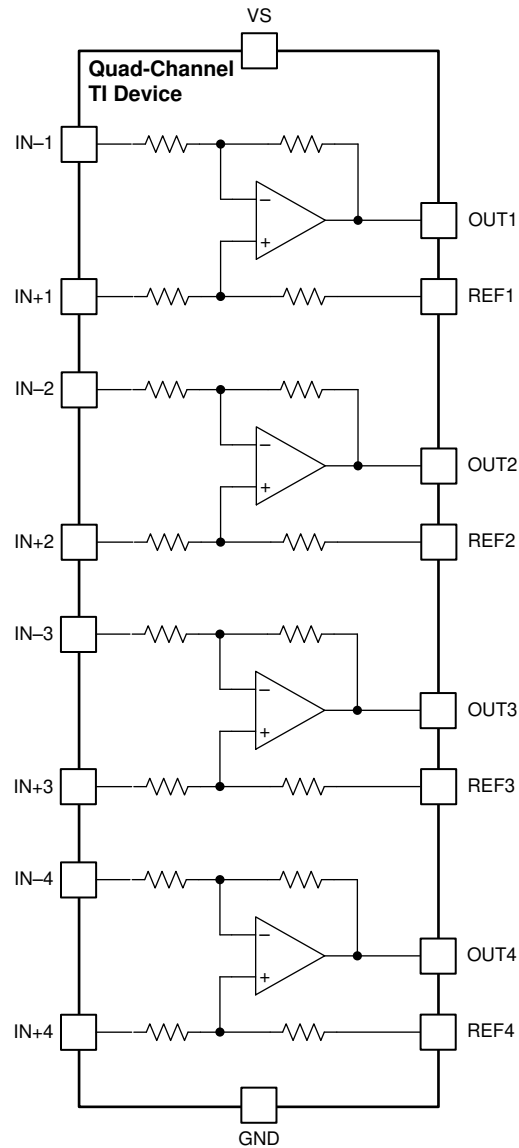 VS
Quad-Channel
TI Device
IN–1
−
OUT1
+
IN+1
REF1
IN–2
−
OUT2
+
IN+2
REF2
IN–3
−
OUT3
+
IN+3
REF3
IN–4
−
OUT4
+
IN+4
REF4
GND